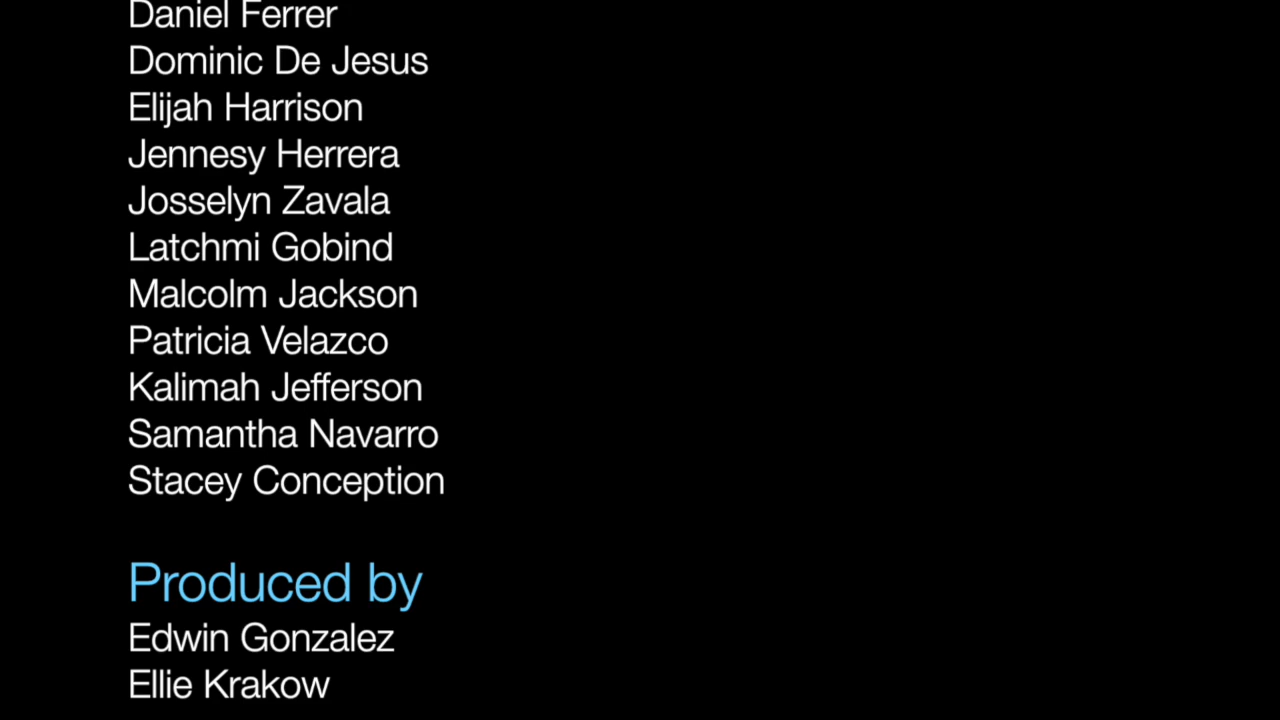 Daniel Ferrer
Dominic De Jesus
Elijah Harrison
Jennesy Herrera
Josselyn Zavala
Latchmi Gobind
Malcolm Jackson
Patricia Velazco
Kalimah Jefferson
Samantha Navarro
Stacey Conception
Produced by
Edwin Gonzalez
Ellie Krakow